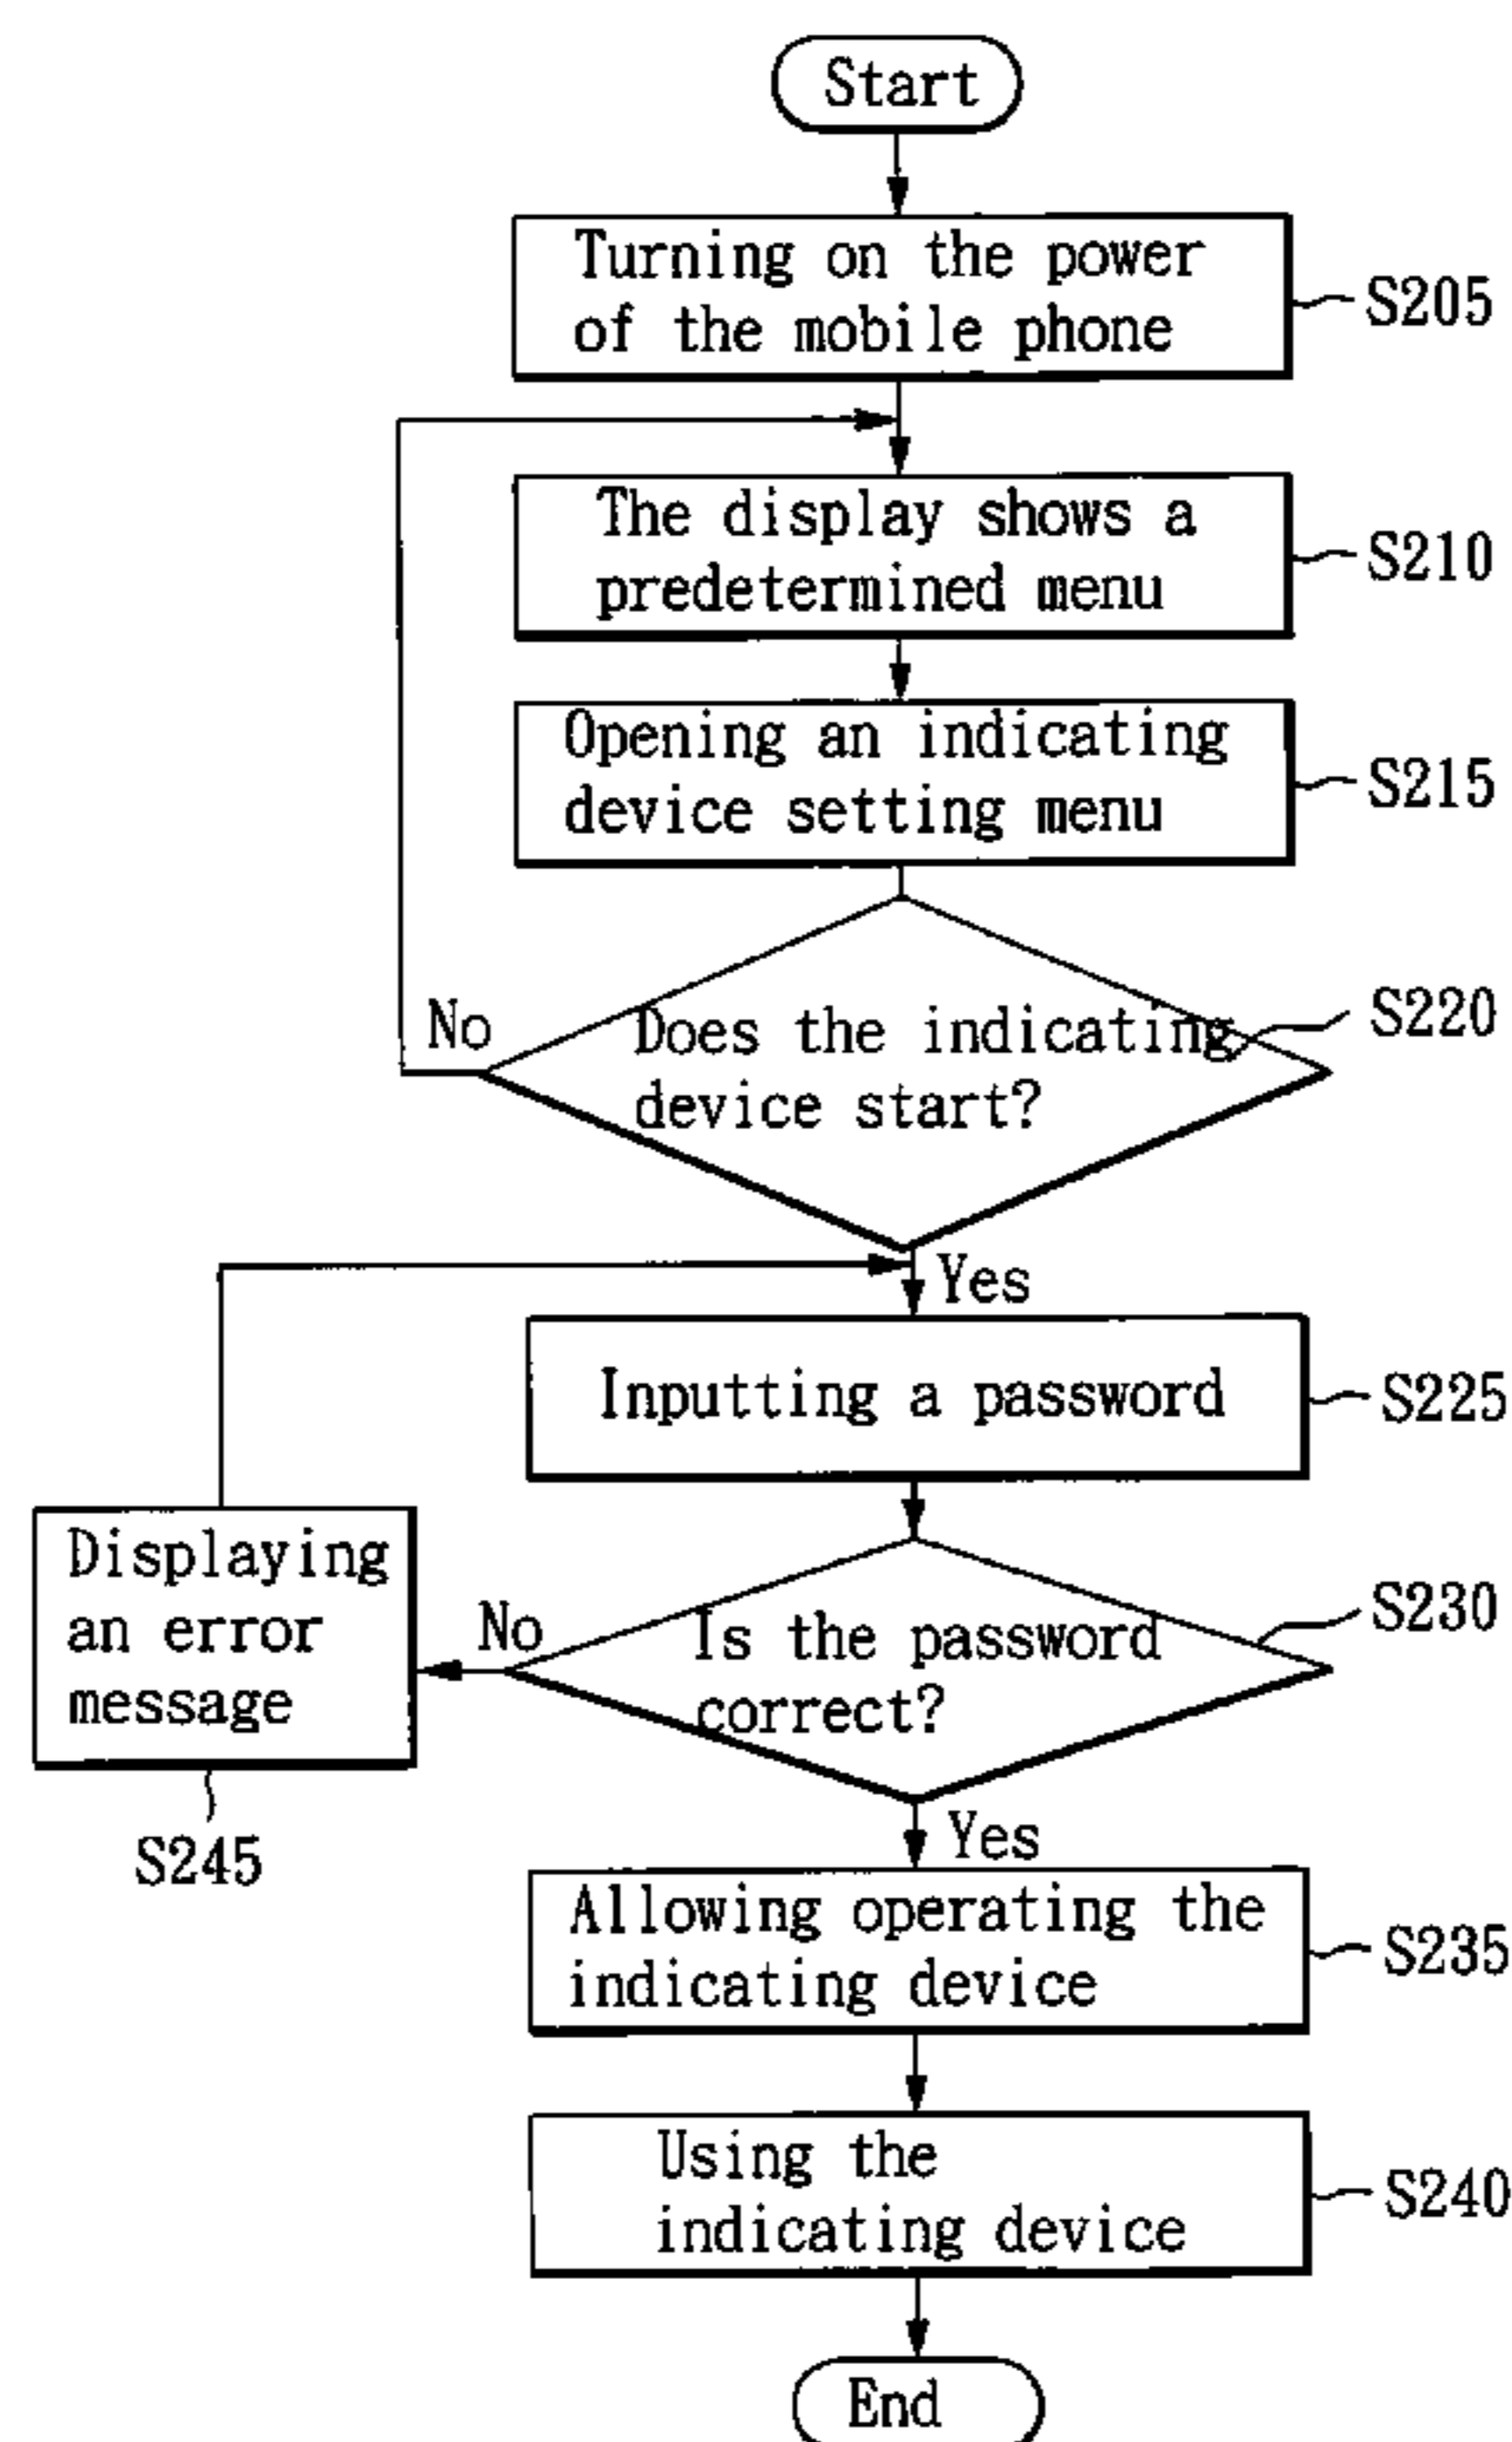 Start
Turning on the power
of the mobile phone
S205
The display shows a
predetermined menu
S210
Opening an indicating
device setting menu
S215
No
Does the indicating
device start?
S220
Yes
Inputting a password
S225
Displaying
an error
message
S245
No
Is the password
correct?
S230
Yes
Allowing operating the
indicating device
S235
Using the
indicating device
S240
End